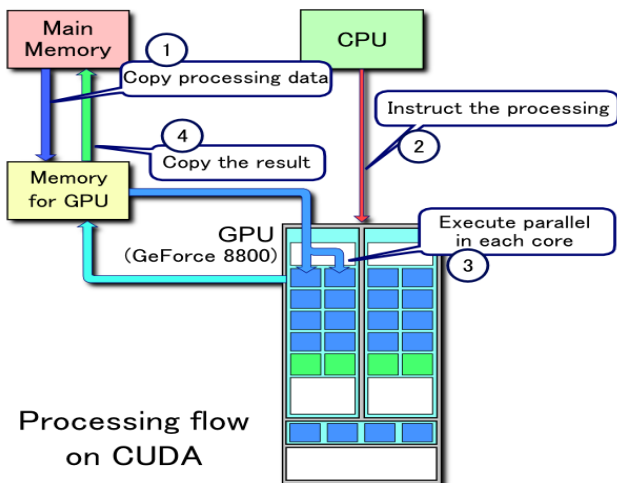 Main
Memory
1
Copy processing data
CPU
Instruct the processing
2
4
Copy the result
Memory
for GPU
GPU
(GeForce 8800)
Execute parallel
in each core
3
Processing flow
on CUDA